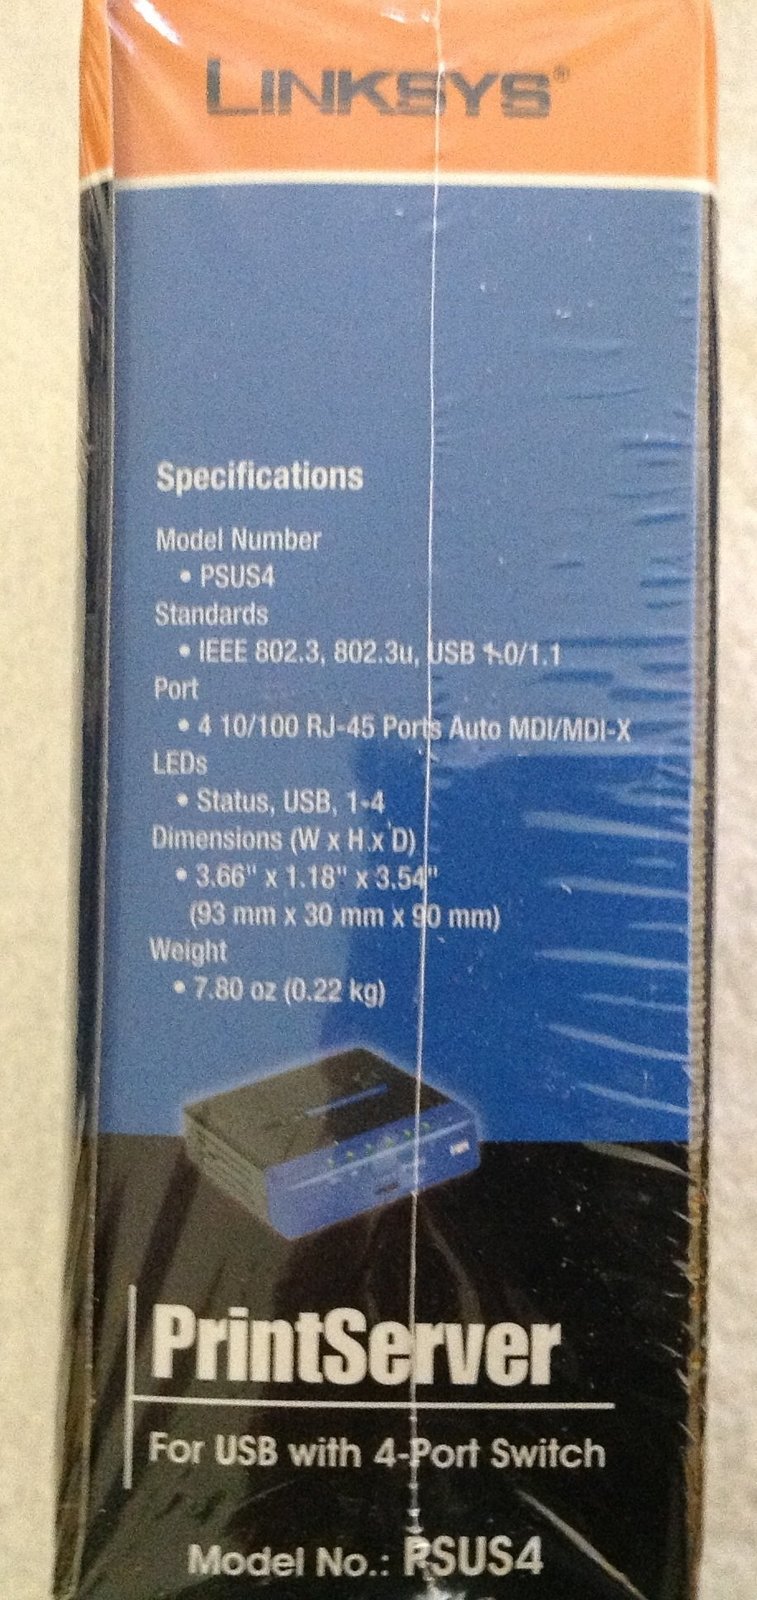 LINKSYS®
Specifications
Model Number
• PSUS4
Standards
• IEEE 802.3, 802.3u, USB 1.0/1.1
Port
• 4 10/100 RJ-45 Ports Auto MDI/MDI-X
LEDs
• Status, USB, 1-4
Dimensions (W x H x D)
• 3.66" x 1.18" x 3.54"
(93 mm x 30 mm x 90 mm)
Weight
• 7.80 oz (0.22 kg)
PrintServer
For USB with 4-Port Switch
Model No.: PSUS4